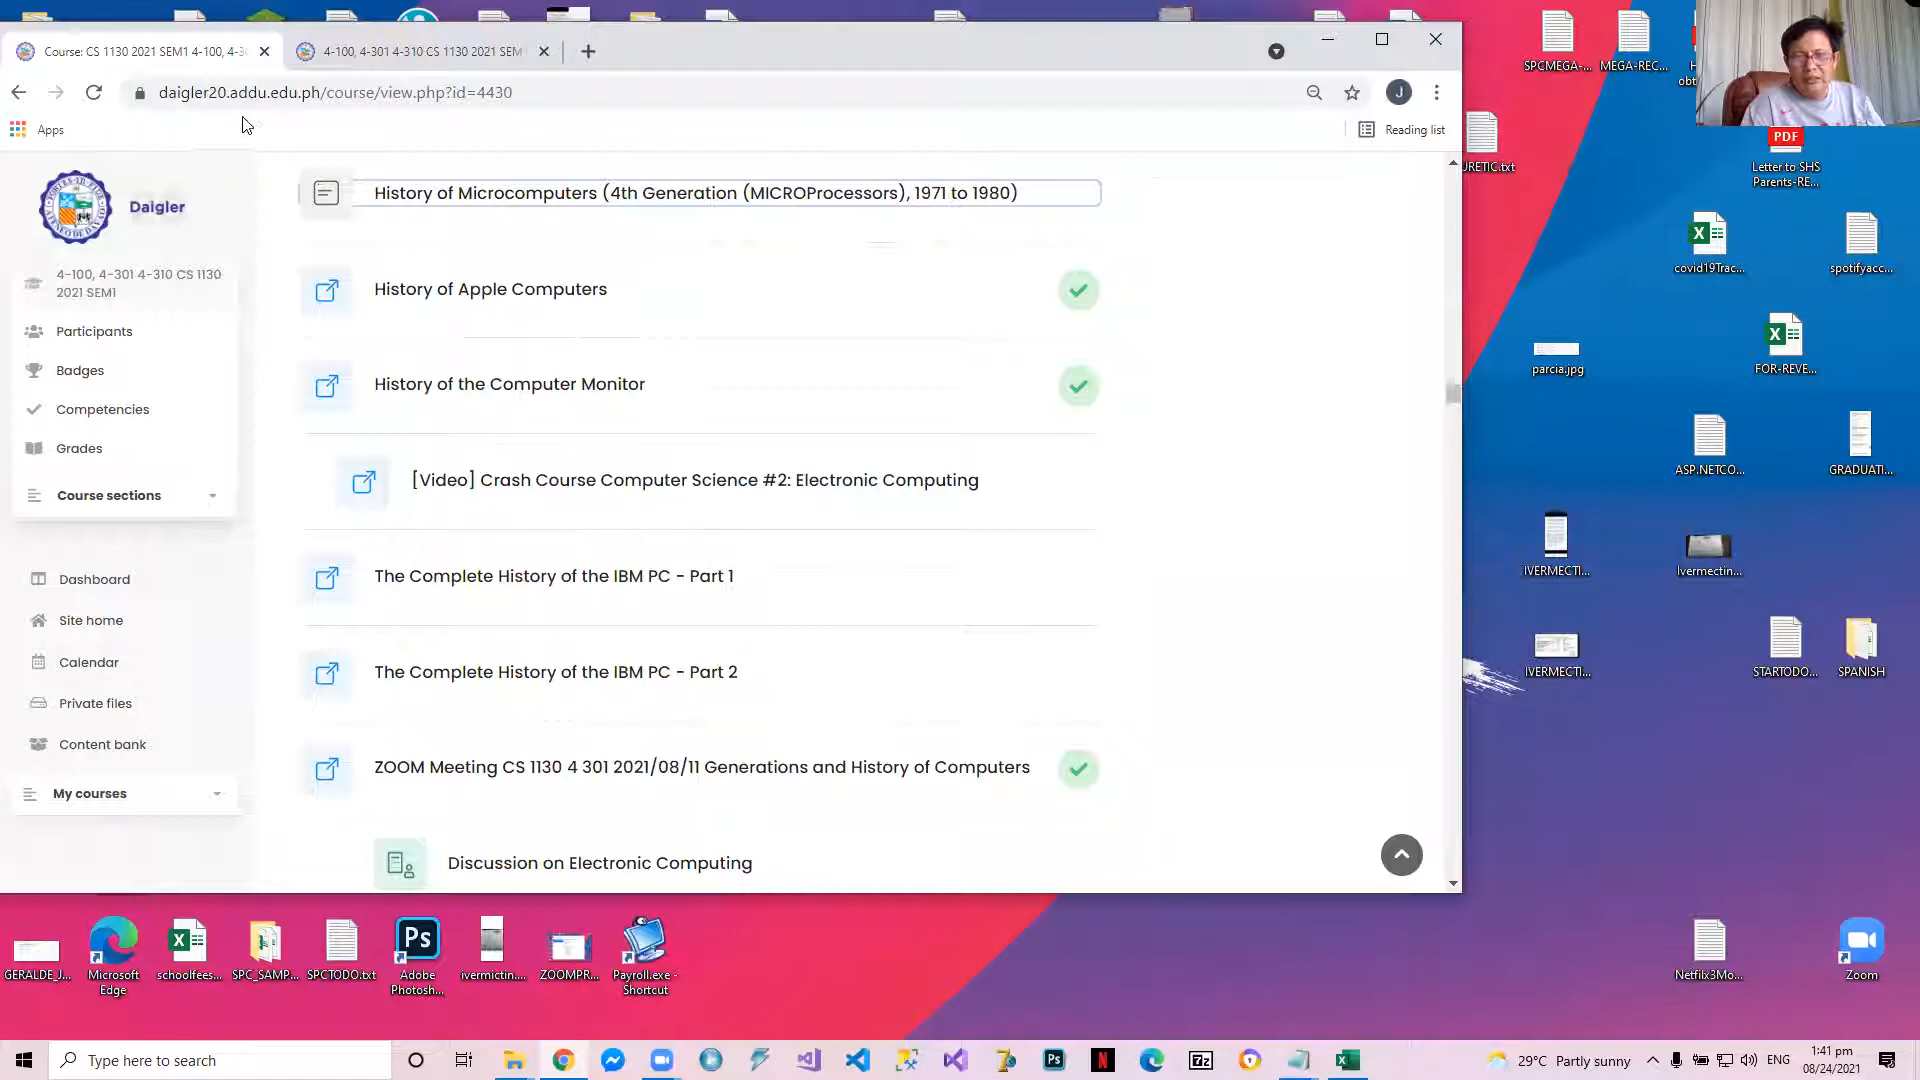 Course: CS 1130 2021 SEM1 4-100, 4-3
4-100, 4-301 4-310 CS 1130 2021 SEM
daigler20.addu.edu.ph/course/view.php?id=4430
J
Apps
Reading list
Daigler
4-100, 4-301 4-310 CS 1130
2021 SEM1
Participants
Badges
Competencies
Grades
Course sections
Dashboard
Site home
Calendar
Private files
Content bank
My courses
History of Microcomputers (4th Generation (MICROProcessors), 1971 to 1980)
History of Apple Computers
History of the Computer Monitor
[Video] Crash Course Computer Science #2: Electronic Computing
The Complete History of the IBM PC - Part 1
The Complete History of the IBM PC - Part 2
ZOOM Meeting CS 1130 4 301 2021/08/11 Generations and History of Computers
Discussion on Electronic Computing
SPCMEGA-...
MEGA-REC...
URETIC.txt
PDF
Letter to SHS
Parents-RE...
covid19Trac...
spotifyacc...
parcia.jpg
FOR-REVE...
ASP.NETCO...
GRADUATI...
IVERMECTI...
Ivermectin...
IVERMECTI...
STARTODO...
SPANISH
GERALDE_J...
Microsoft
Edge
schoolfees...
SPC_SAMP...
SPCTODO.txt
Ps
Adobe
Photosh...
ivermictin....
ZOOMPR...
Payroll.exe -
Shortcut
Netfilx3Mo...
Zoom
Type here to search
Ps
N
7z
29°C Partly sunny
ENG
1:41 pm
08/24/2021